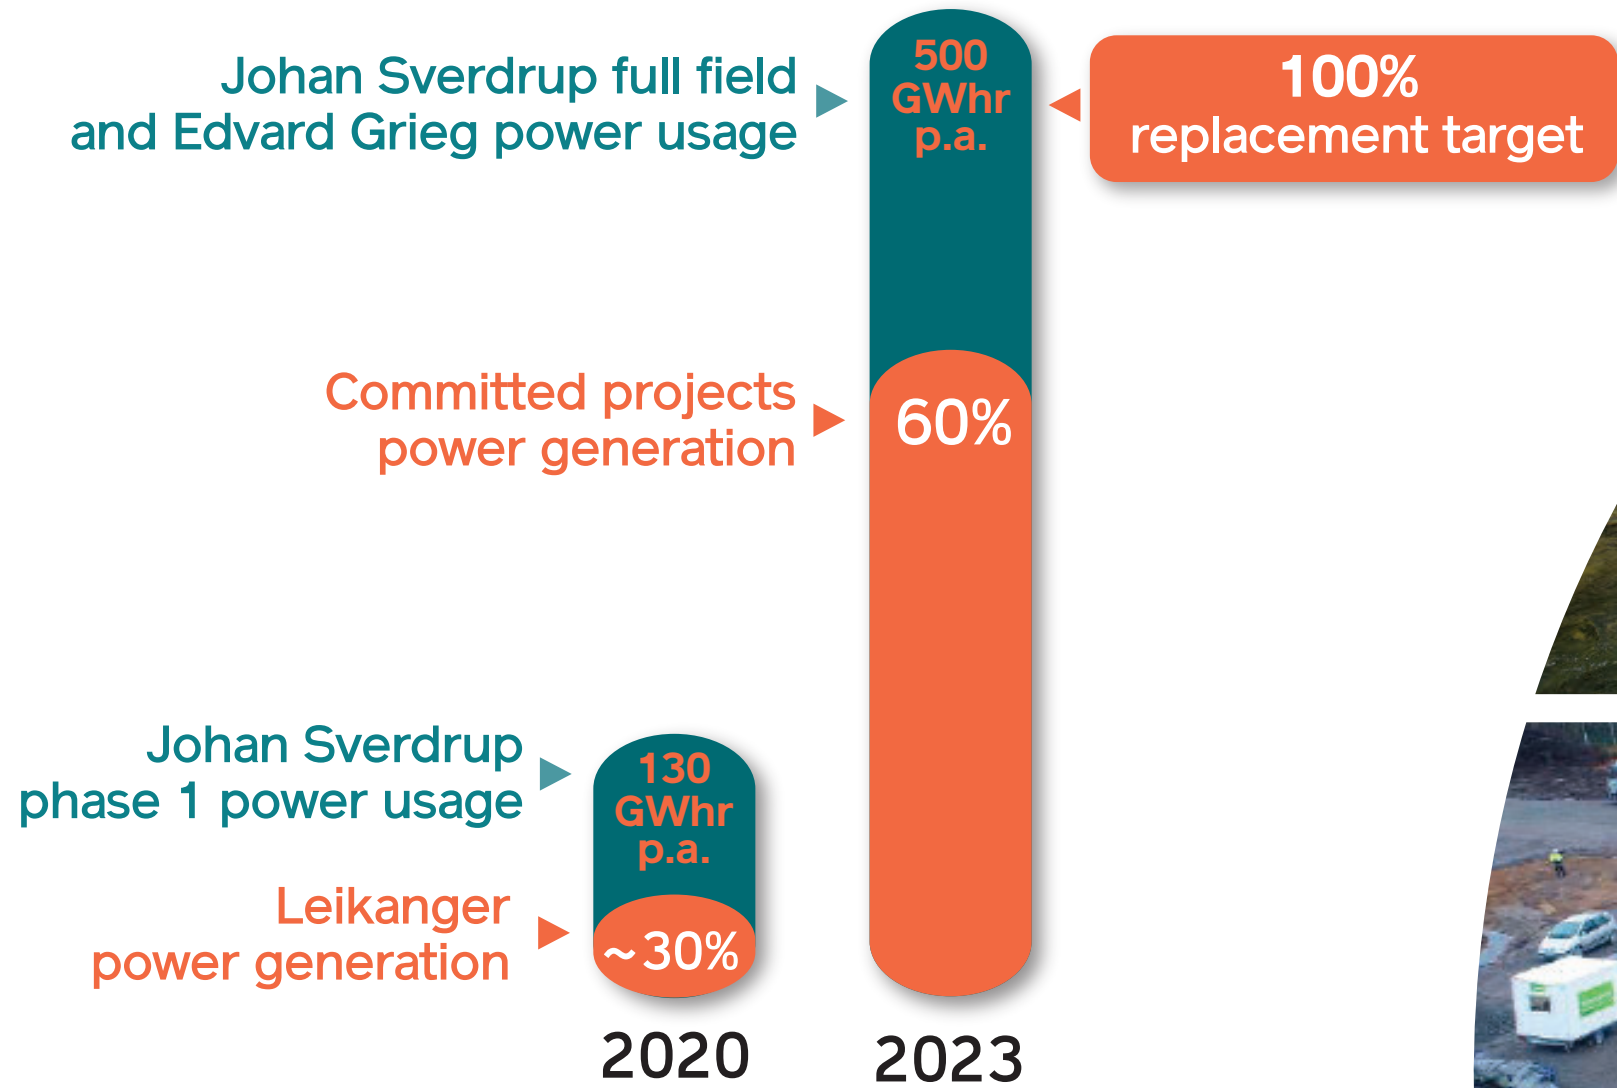 Johan Sverdrup full field
and Edvard Grieg power usage
500
GWhr
p.a.
100%
replacement target
Committed projects
power generation
60%
Johan Sverdrup
phase 1 power usage
130
GWhr
p.a.
Leikanger
power generation
~30%
2020
2023